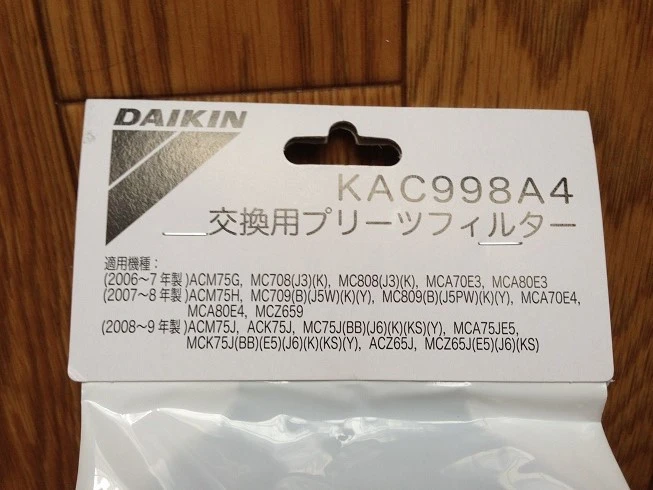 DAIKIN
KAC998A4
交換用プリーツフィルター
適用機種：
(2006〜7年製)ACM75G, MC708(J3)(K), MC808(J3)(K), MCA70E3, MCA80E3
(2007〜8年製)ACM75H, MC709(B)(J5W)(K)(Y), MC809(B)(J5PW)(K)(Y), MCA70E4,
MCA80E4, MCZ659
(2008〜9年製)ACM75J, ACK75J, MC75J(BB)(J6)(K)(KS)(Y), MCA75JE5,
MCK75J(BB)(E5)(J6)(K)(KS)(Y), ACZ65J, MCZ65J(E5)(J6)(KS)